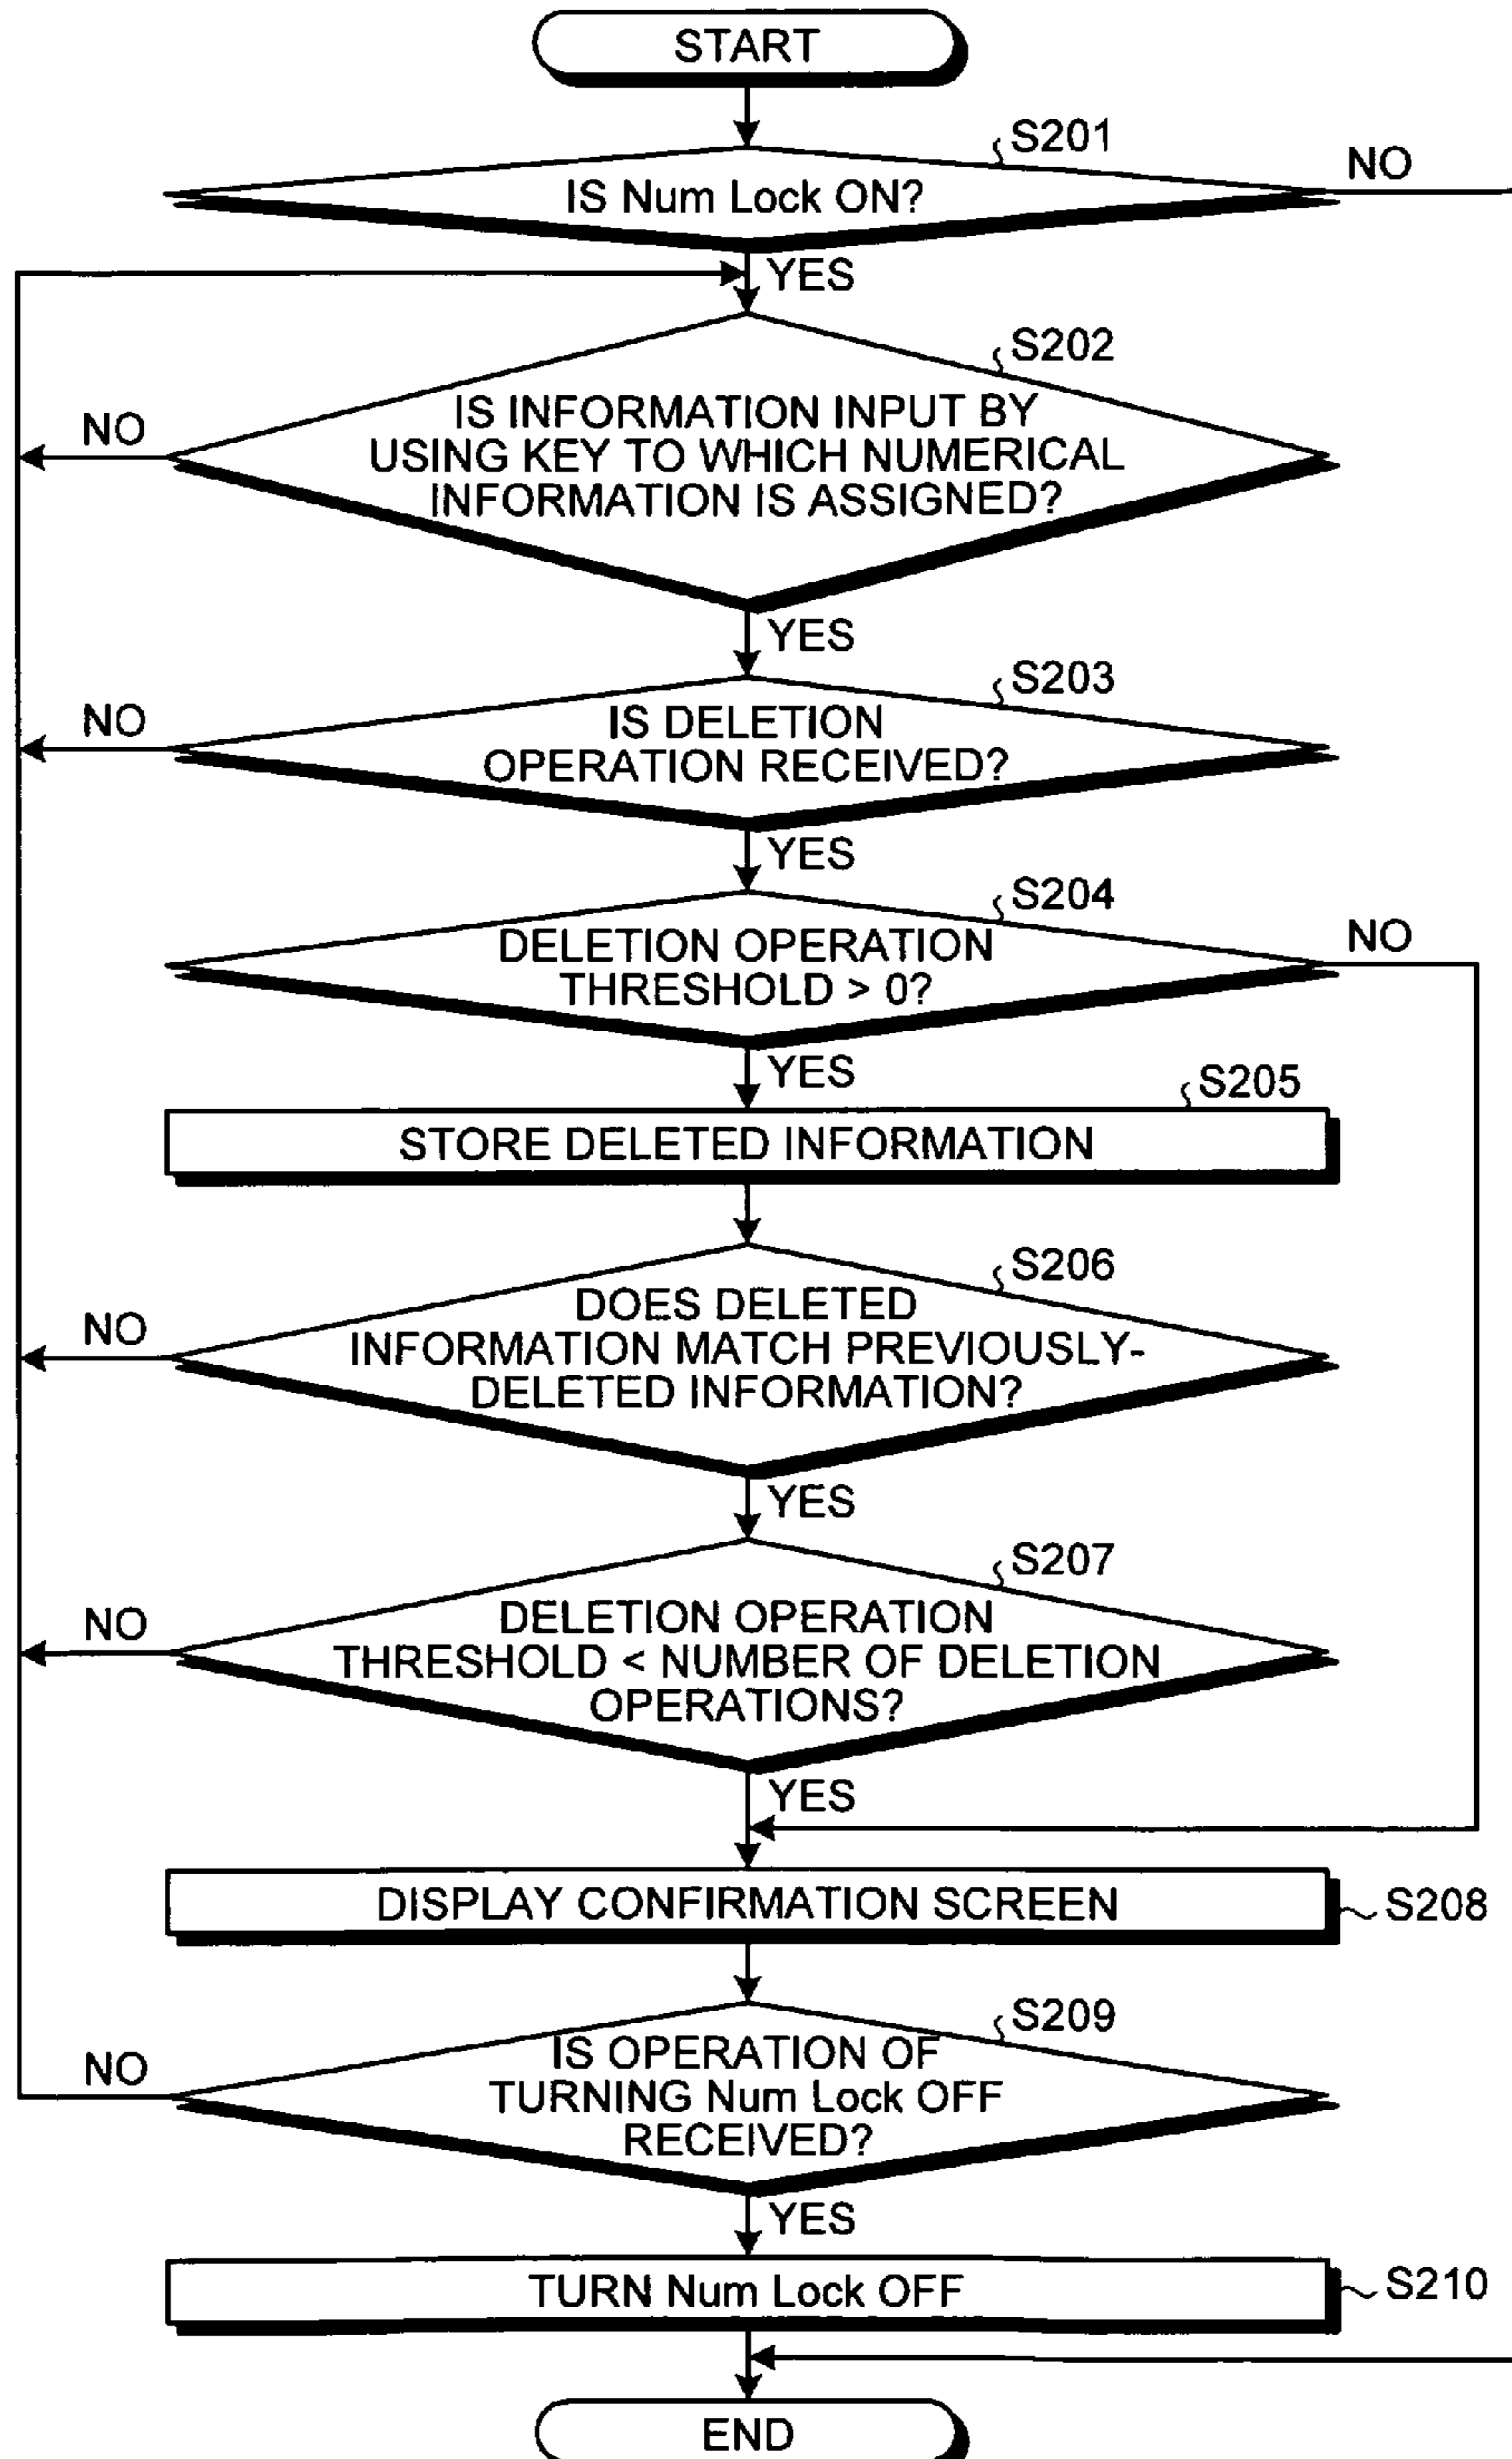 START
S201
NO
IS Num Lock ON?
YES
S202
NO
IS INFORMATION INPUT BY
USING KEY TO WHICH NUMERICAL
INFORMATION IS ASSIGNED?
YES
S203
NO
IS DELETION
OPERATION RECEIVED?
YES
S204
NO
DELETION OPERATION
THRESHOLD > 0?
YES
S205
STORE DELETED INFORMATION
S206
NO
DOES DELETED
INFORMATION MATCH PREVIOUSLY-
DELETED INFORMATION?
YES
S207
NO
DELETION OPERATION
THRESHOLD < NUMBER OF DELETION
OPERATIONS?
YES
DISPLAY CONFIRMATION SCREEN
S208
S209
NO
IS OPERATION OF
TURNING Num Lock OFF
RECEIVED?
YES
TURN Num Lock OFF
S210
END